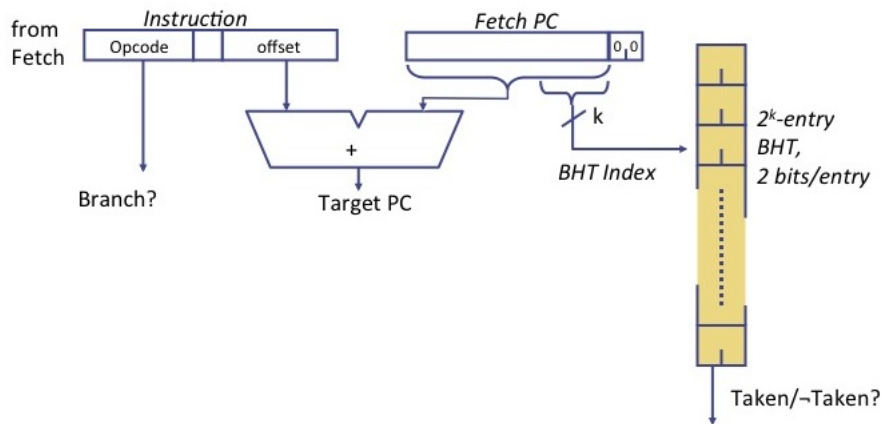 from
Fetch
Instruction
Opcode
offset
Fetch PC
0 0
k
+
Branch?
Target PC
BHT Index
2ᵏ-entry
BHT,
2 bits/entry
Taken/¬Taken?